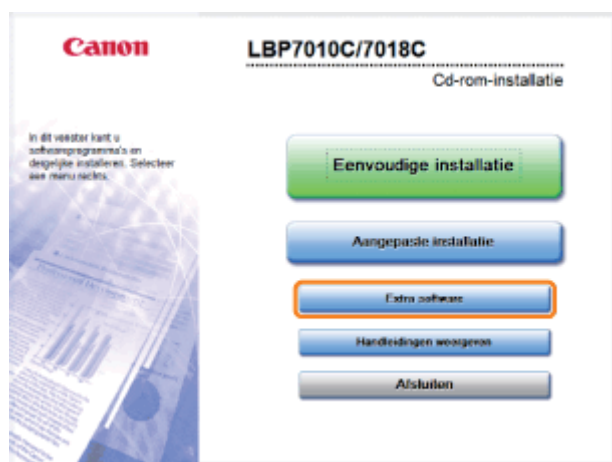 Canon
LBP7010C/7018C
Cd-rom-installatie
In dit venster kunt u
softwareprogramma's en
dergelijke installeren. Selecteer
een menu rechts.
Eenvoudige installatie
Aangepaste installatie
Extra software
Handleidingen weergeven
Afsluiten